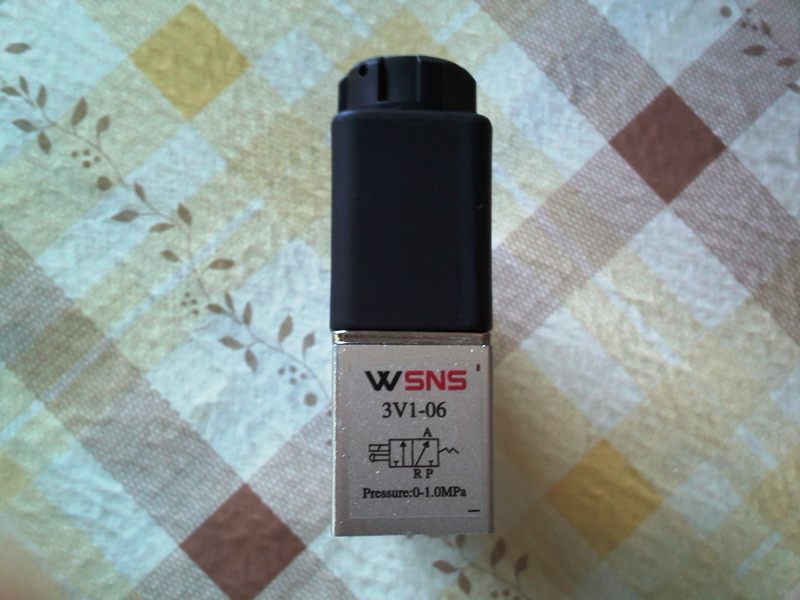 WSNS
3V1-06
A
R P
Pressure:0-1.0MPa